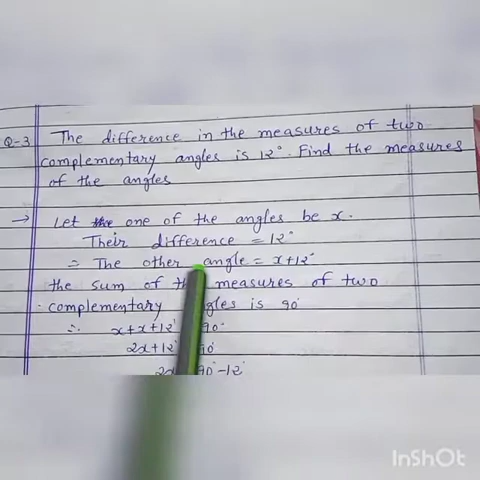 Q-3 The difference in the measures of two
complementary angles is 12°. Find the measures
of the angles
→ Let the one of the angles be x.
Their difference = 12°
∴ The other angle = x+12°
the sum of the measures of two
complementary gles is 90°
∴ x+x+12° 90°
2x+12° 90°
2x 90°-12°
InShOt